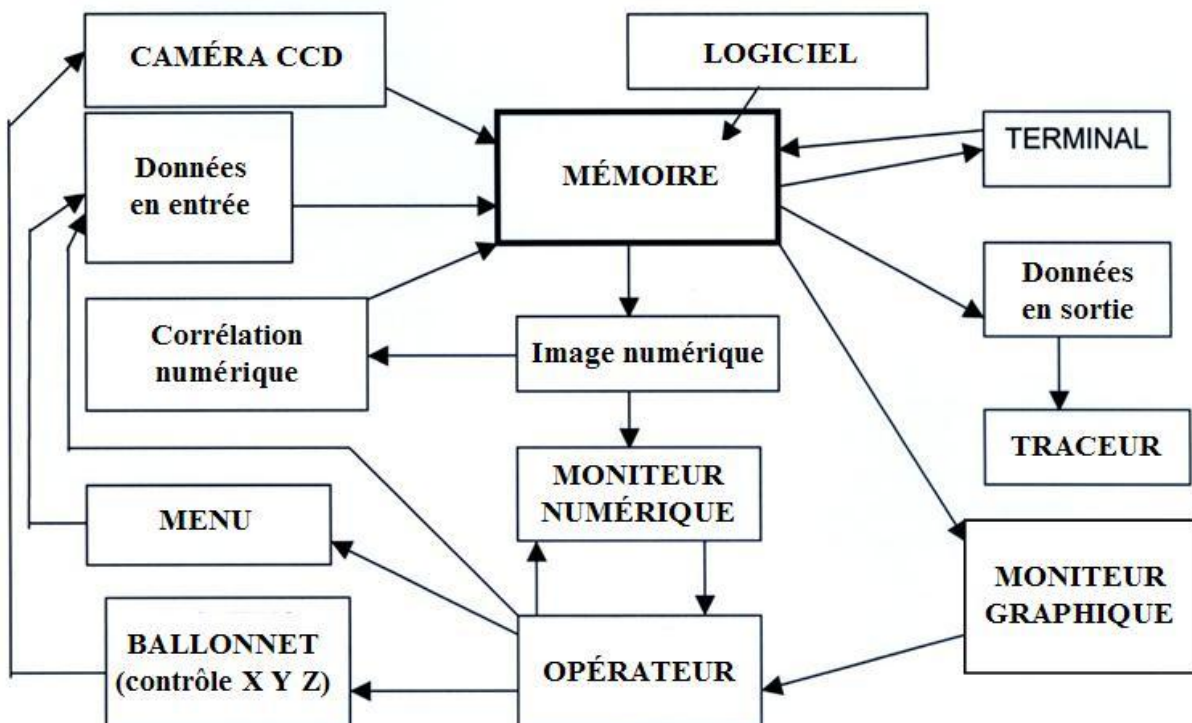 CAMÉRA CCD
LOGICIEL
Données
en entrée
MÉMOIRE
TERMINAL
Données
en sortie
Corrélation
numérique
Image numérique
TRACEUR
MENU
MONITEUR
NUMÉRIQUE
MONITEUR
GRAPHIQUE
BALLONNET
(contrôle X Y Z)
OPÉRATEUR